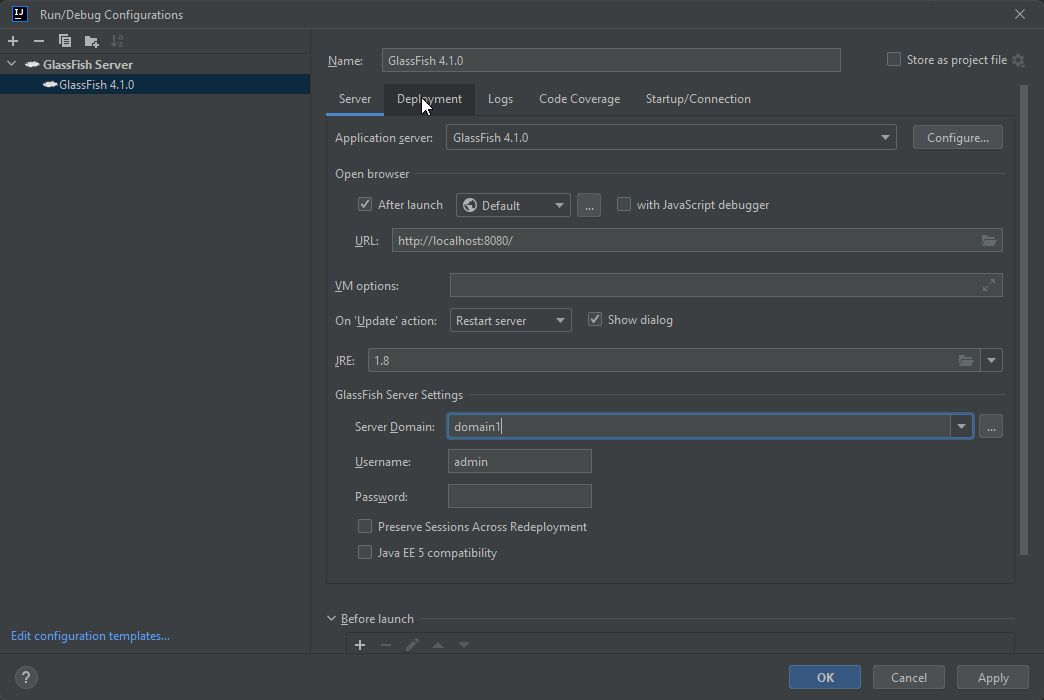 Run/Debug Configurations
GlassFish Server
GlassFish 4.1.0
Name: GlassFish 4.1.0 Store as project file
Server Deployment Logs Code Coverage Startup/Connection
Application server: GlassFish 4.1.0 Configure...
Open browser
After launch Default ... with JavaScript debugger
URL: http://localhost:8080/
VM options:
On 'Update' action: Restart server Show dialog
JRE: 1.8
GlassFish Server Settings
Server Domain: domain1 ...
Username: admin
Password:
Preserve Sessions Across Redeployment
Java EE 5 compatibility
Before launch
Edit configuration templates...
? OK Cancel Apply